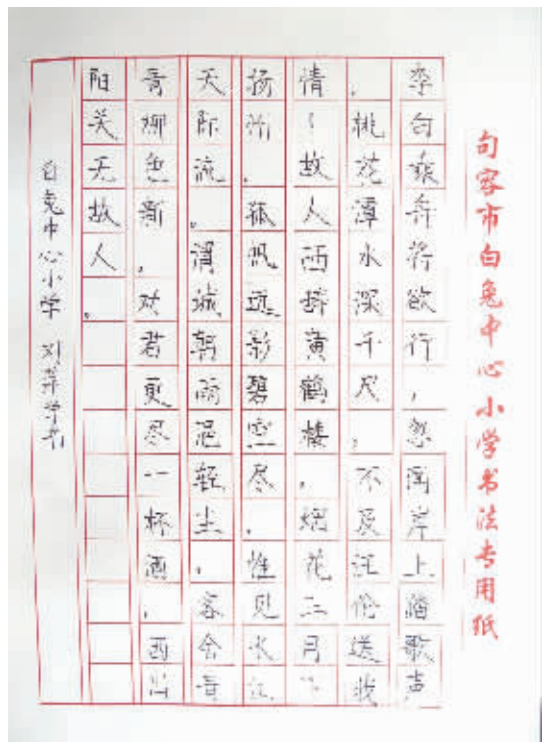 句容市白兔中心小学书法专用纸
李白乘舟将欲行，忽闻岸上踏歌声
。桃花潭水深千尺，不及汪伦送我
情！故人西辞黄鹤楼，烟花三月下
扬州。孤帆远影碧空尽，惟见长江
天际流。渭城朝雨浥轻尘，客舍青
青柳色新。劝君更尽一杯酒，西出
阳关无故人。
白兔中心小学 刘